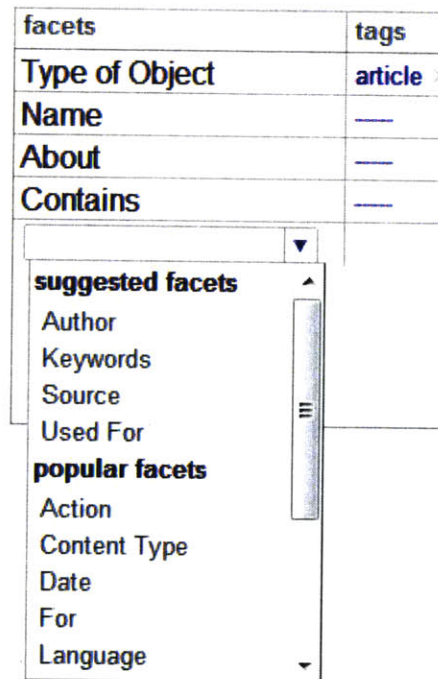 facets tags
Type of Object article
Name
About
Contains
suggested facets
Author
Keywords
Source
Used For
popular facets
Action
Content Type
Date
For
Language